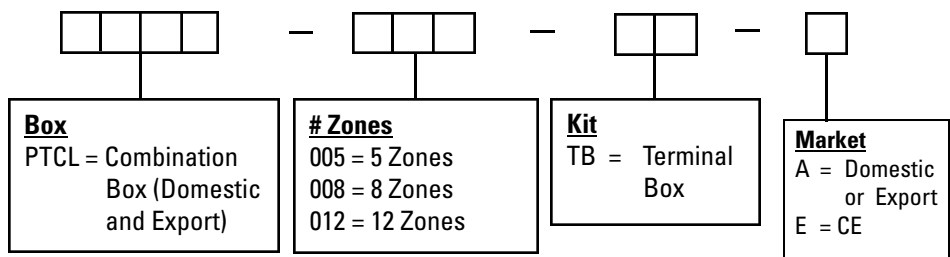 Box
PTCL = Combination
Box (Domestic
and Export)
# Zones
005 = 5 Zones
008 = 8 Zones
012 = 12 Zones
Kit
TB = Terminal
Box
Market
A = Domestic
or Export
E = CE